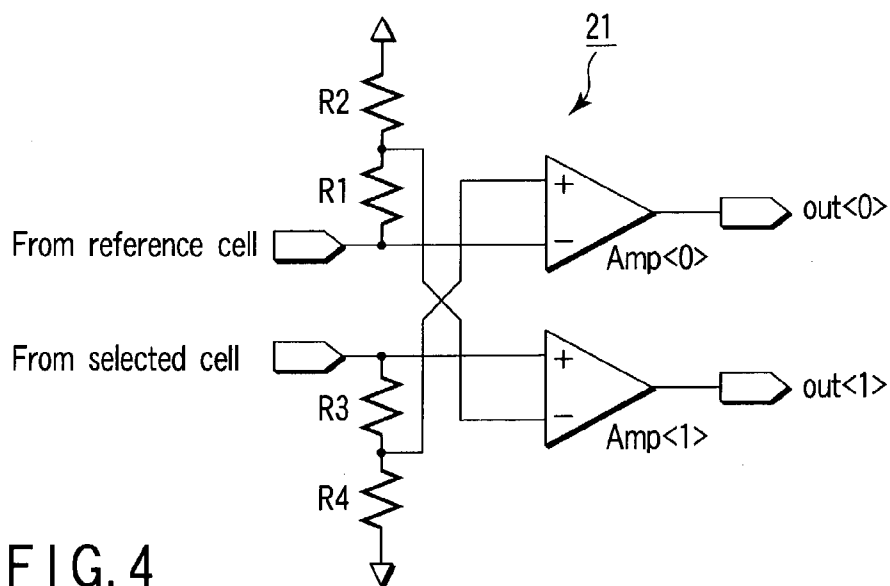 21
R2
R1
+
out<0>
From reference cell
−
Amp<0>
From selected cell
+
out<1>
R3
−
Amp<1>
R4
FIG. 4